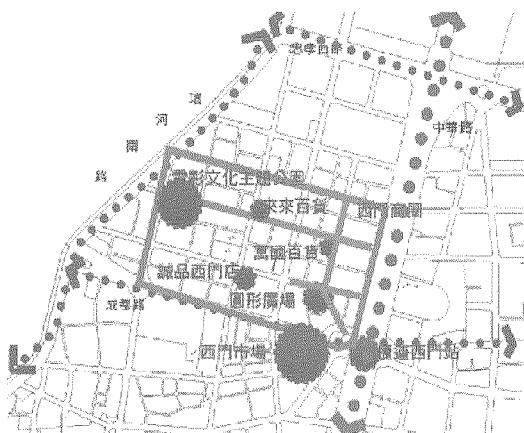 忠孝西路
環河南路
中華路
電影文化主題公園
來來百貨
西門商圈
萬國百貨
誠品西門店
圓形廣場
成都路
西門市場
捷運西門站